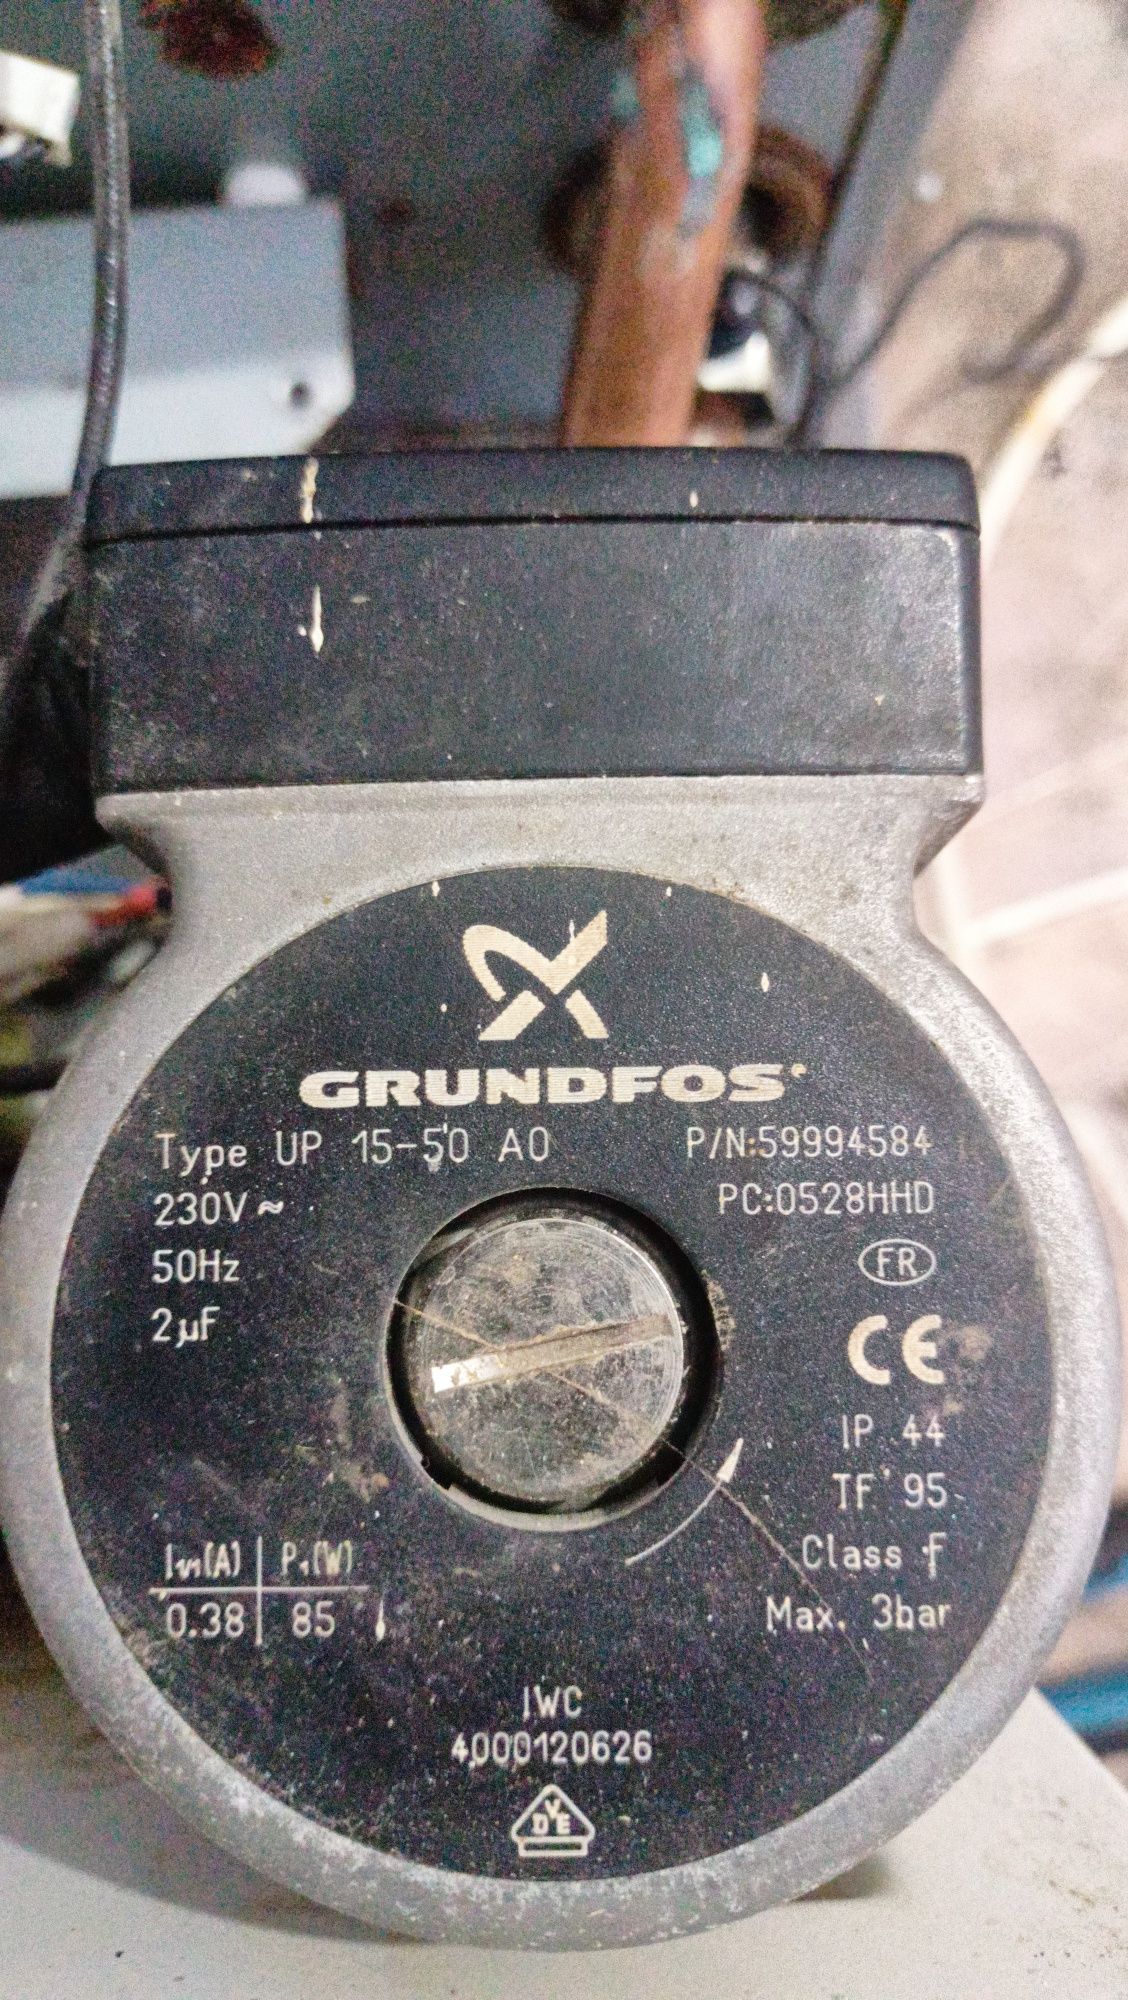 GRUNDFOS
Type UP 15-50 AO
P/N:59994584
230V~
PC:0528HHD
50Hz
FR
2µF
CE
IP 44
TF 95
Class F
I1/1(A) P1(W)
0.38 85
Max. 3bar
IWC
4000120626
VDE